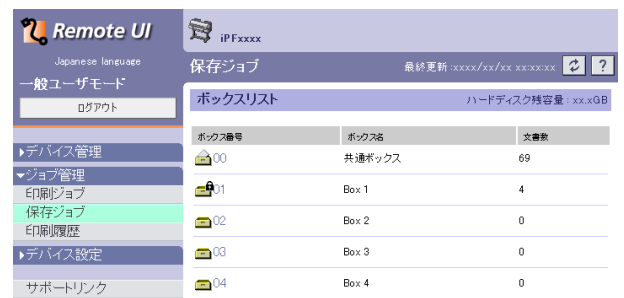 Remote UI
iPFxxxx
Japanese language
一般ユーザモード
ログアウト
保存ジョブ
最終更新:xxxx/xx/xx xx:xx:xx
?
ボックスリスト
ハードディスク残容量:xx.xGB
▶デバイス管理
▼ジョブ管理
印刷ジョブ
保存ジョブ
印刷履歴
▶デバイス設定
サポートリンク
ボックス番号 ボックス名 文書数
00 共通ボックス 69
01 Box 1 4
02 Box 2 0
03 Box 3 0
04 Box 4 0